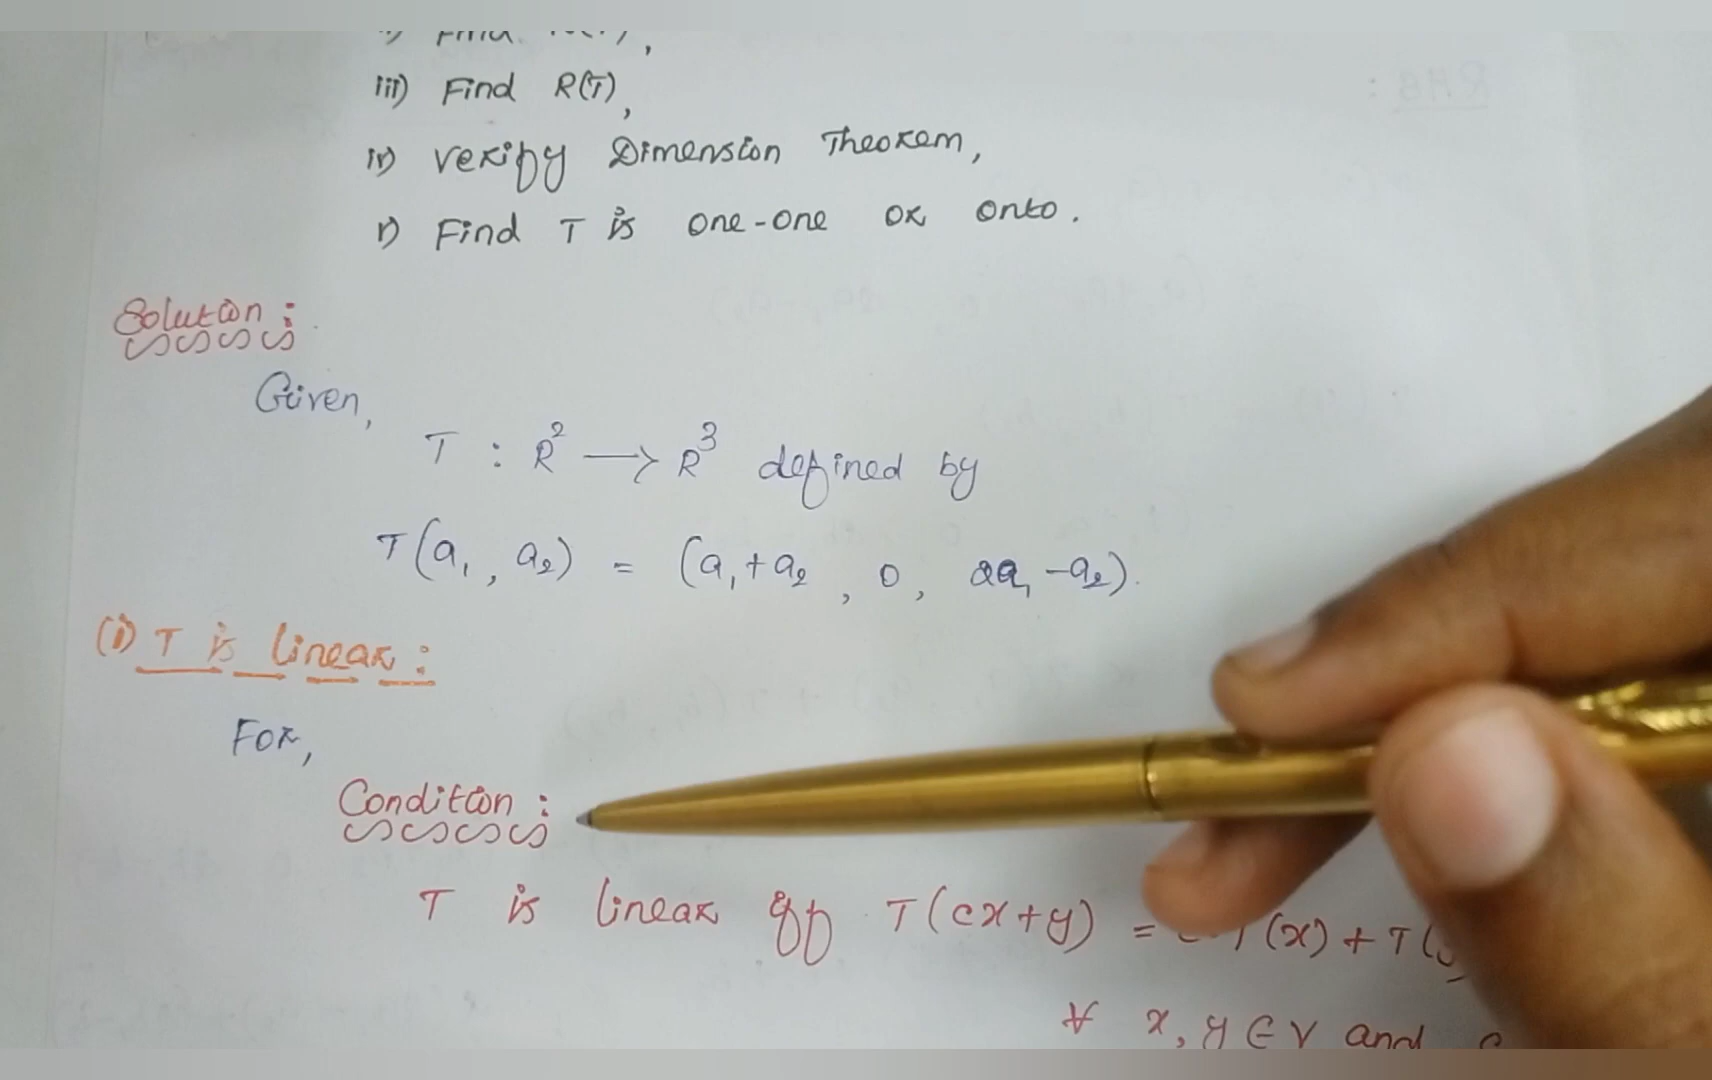 iii) Find R(T),
iv) verify Dimension Theorem,
v) Find T is one-one or onto.
Solution:
Given,
T : R² → R³ defined by
T(a₁, a₂) = (a₁+a₂, 0, 2a₁-a₂).
(i) T is linear:
For,
Condition:
T is linear iff T(cx+y) = T(x)+T(
∀ x, y ∈ V and